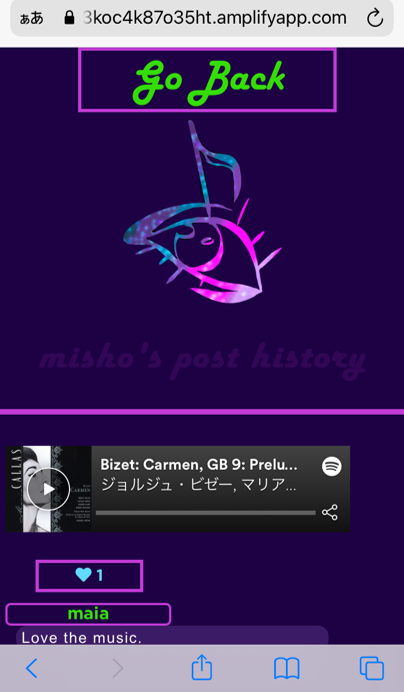 ぁあ 3koc4k87o35ht.amplifyapp.com
Go Back
misho's post history
CALLAS
Bizet: Carmen, GB 9: Prelu...
ジョルジュ・ビゼー, マリア...
1
maia
Love the music.